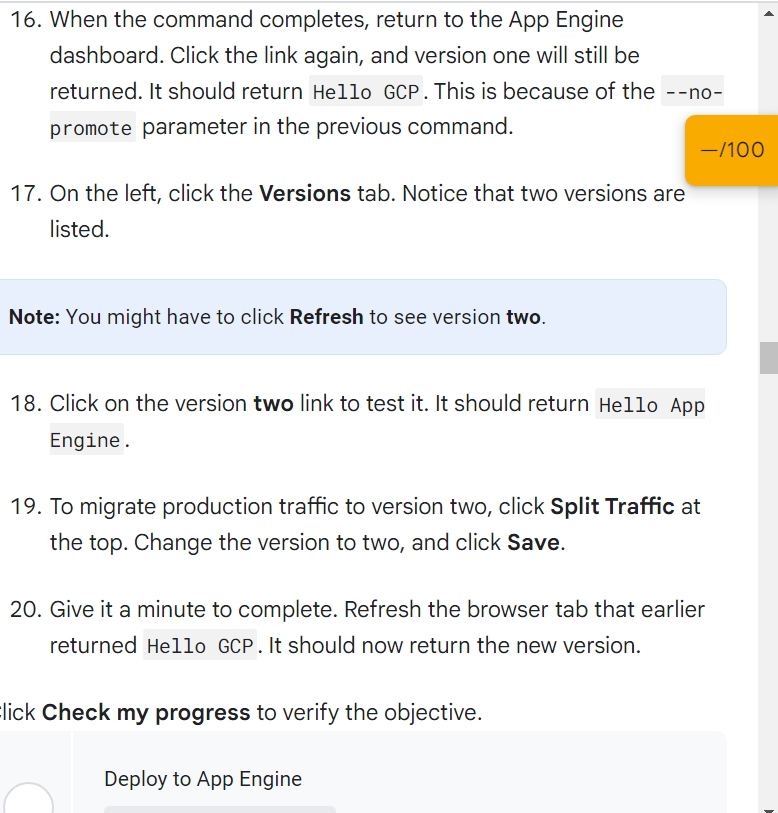 16. When the command completes, return to the App Engine
dashboard. Click the link again, and version one will still be
returned. It should return Hello GCP. This is because of the --no-
promote parameter in the previous command.
—/100
17. On the left, click the Versions tab. Notice that two versions are
listed.
Note: You might have to click Refresh to see version two.
18. Click on the version two link to test it. It should return Hello App
Engine.
19. To migrate production traffic to version two, click Split Traffic at
the top. Change the version to two, and click Save.
20. Give it a minute to complete. Refresh the browser tab that earlier
returned Hello GCP. It should now return the new version.
lick Check my progress to verify the objective.
Deploy to App Engine